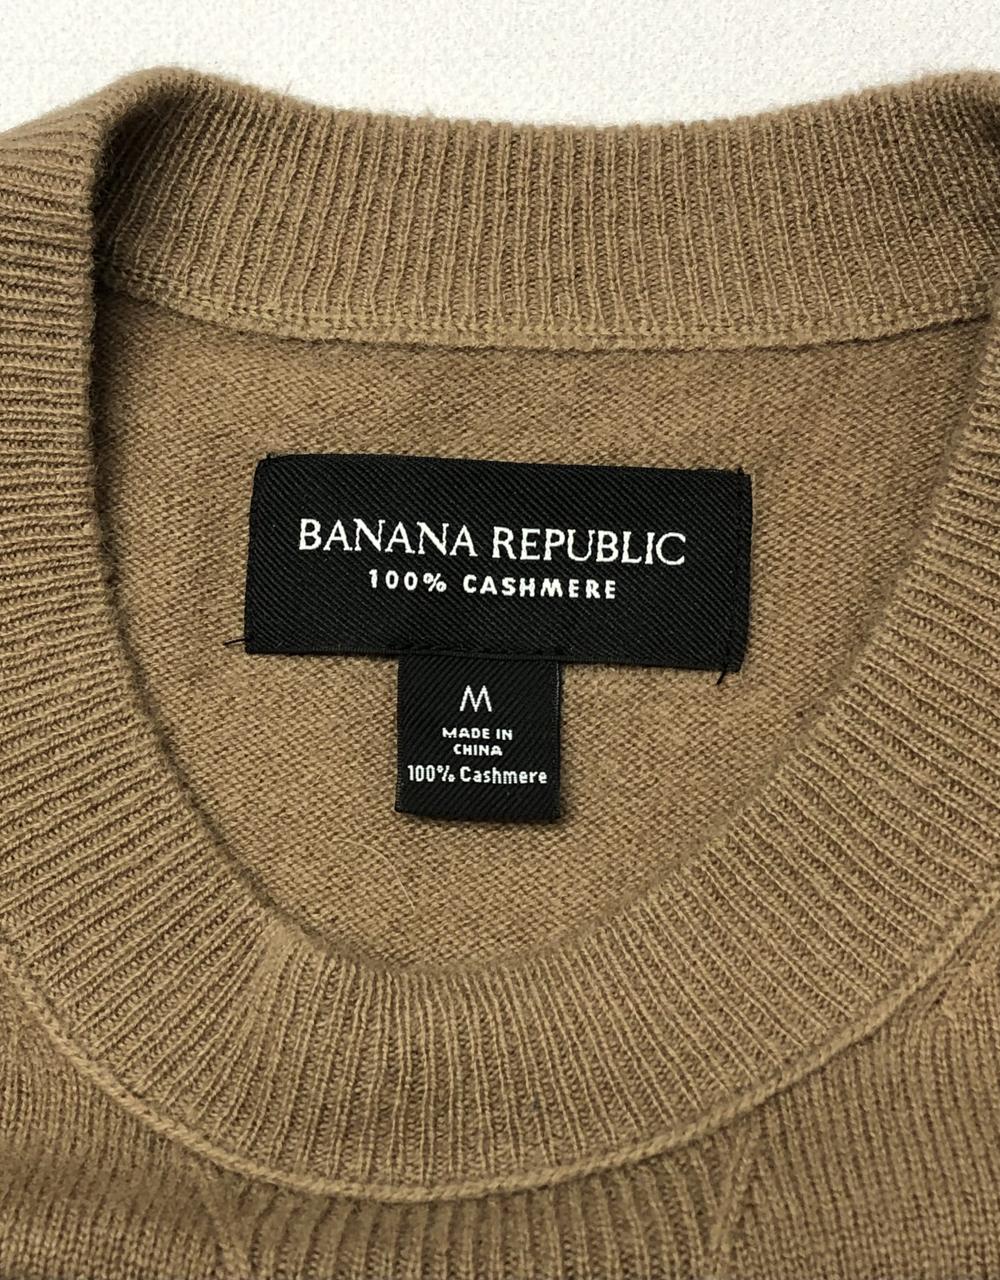 BANANA REPUBLIC
100% CASHMERE
M
MADE IN
CHINA
100% Cashmere